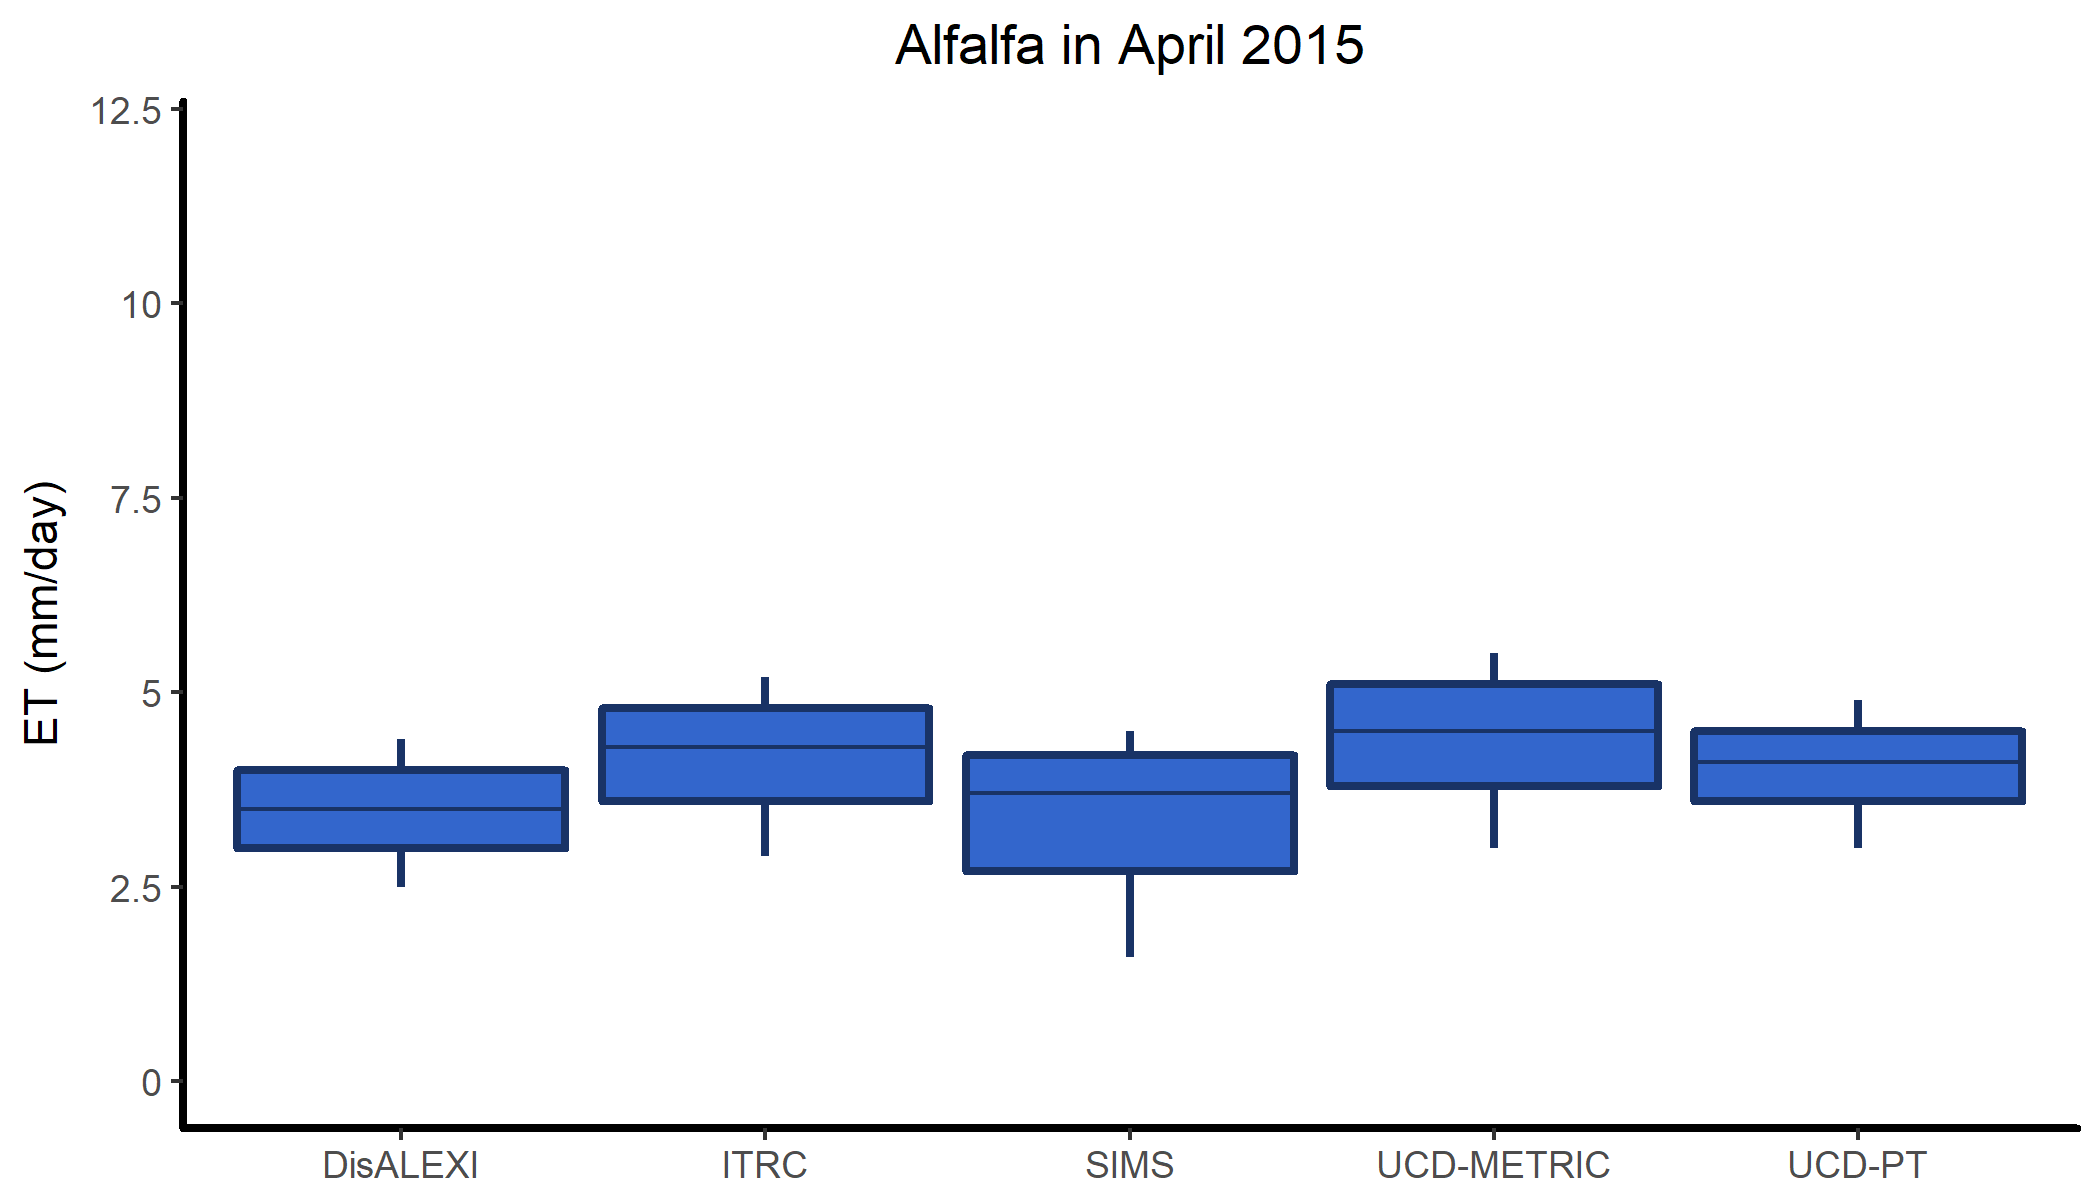 Alfalfa in April 2015
12.5
10
7.5
5
2.5
0
ET (mm/day)
DisALEXI
ITRC
SIMS
UCD-METRIC
UCD-PT